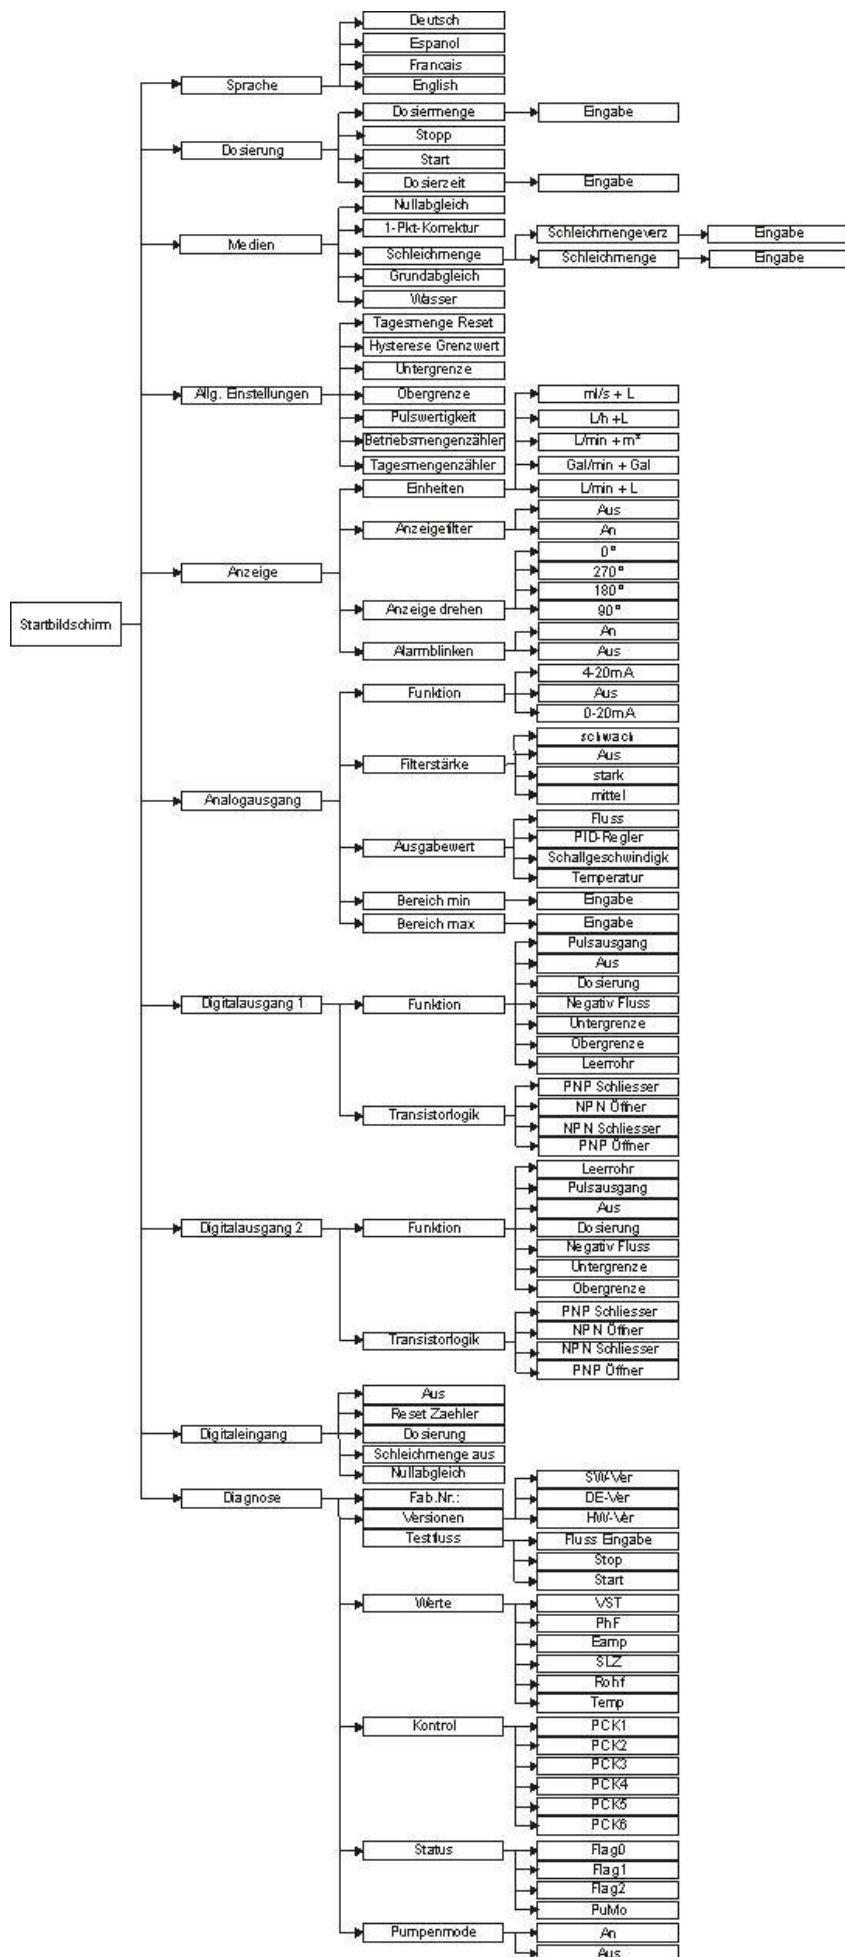 Startbildschirm
Sprache
Deutsch
Espanol
Francais
English
Dosierung
Dosiermenge
Eingabe
Stopp
Start
Dosierzeit
Eingabe
Medien
Nullabgleich
1-Pkt-Korrektur
Schleichmenge
Schleichmengeverz
Eingabe
Schleichmenge
Eingabe
Grundabgleich
Wasser
Allg. Einstellungen
Tagesmenge Reset
Hysterese Grenzwert
Untergrenze
Obergrenze
Pulswertigkeit
Betriebsmengenzähler
Tagesmengenzähler
Anzeige
Einheiten
ml/s + L
L/h +L
L/min + m³
Gal/min + Gal
L/min + L
Anzeigefilter
Aus
An
Anzeige drehen
0°
270°
180°
90°
Alarmblinken
An
Aus
Analogausgang
Funktion
4-20mA
Aus
0-20mA
Filterstärke
schwach
Aus
stark
mittel
Ausgabewert
Fluss
PID-Regler
Schallgeschwindigk
Temperatur
Bereich min
Eingabe
Bereich max
Eingabe
Digitalausgang 1
Funktion
Pulsausgang
Aus
Dosierung
Negativ Fluss
Untergrenze
Obergrenze
Leerrohr
Transistorlogik
PNP Schliesser
NPN Öffner
NPN Schliesser
PNP Öffner
Digitalausgang 2
Funktion
Leerrohr
Pulsausgang
Aus
Dosierung
Negativ Fluss
Untergrenze
Obergrenze
Transistorlogik
PNP Schliesser
NPN Öffner
NPN Schliesser
PNP Öffner
Digitaleingang
Aus
Reset Zaehler
Dosierung
Schleichmenge aus
Nullabgleich
Diagnose
Fab.Nr.:
Versionen
SW-Ver
DE-Ver
HW-Ver
Testfluss
Fluss Eingabe
Stop
Start
Werte
VST
PhF
Eamp
SLZ
Rohf
Temp
Kontrol
PCK1
PCK2
PCK3
PCK4
PCK5
PCK6
Status
Flag0
Flag1
Flag2
PuMo
Pumpenmode
An
Aus